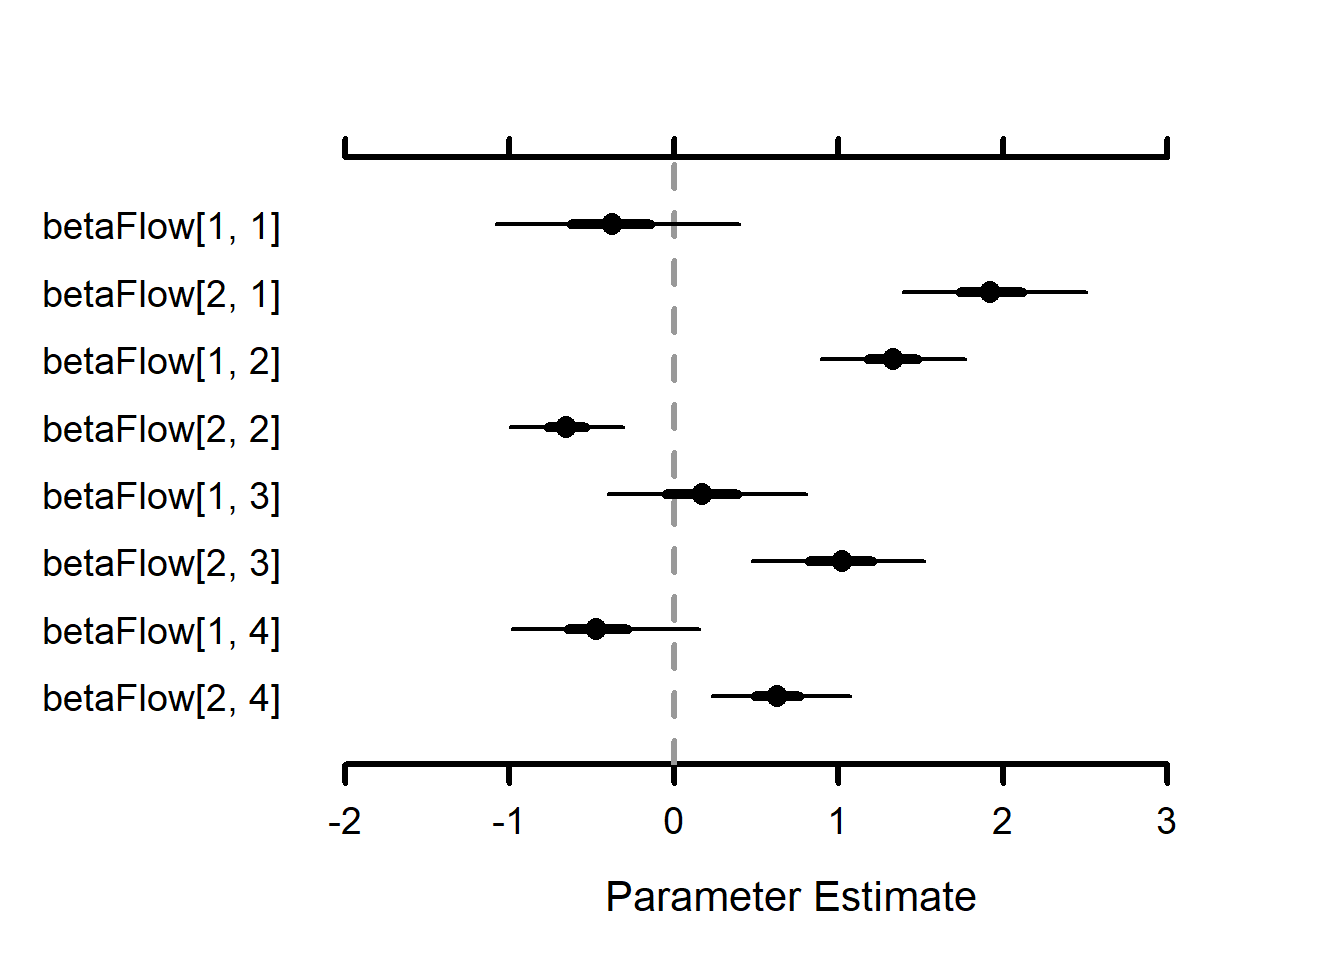 betaFlow[1, 1]
betaFlow[2, 1]
betaFlow[1, 2]
betaFlow[2, 2]
betaFlow[1, 3]
betaFlow[2, 3]
betaFlow[1, 4]
betaFlow[2, 4]
-2 -1 0 1 2 3
Parameter Estimate